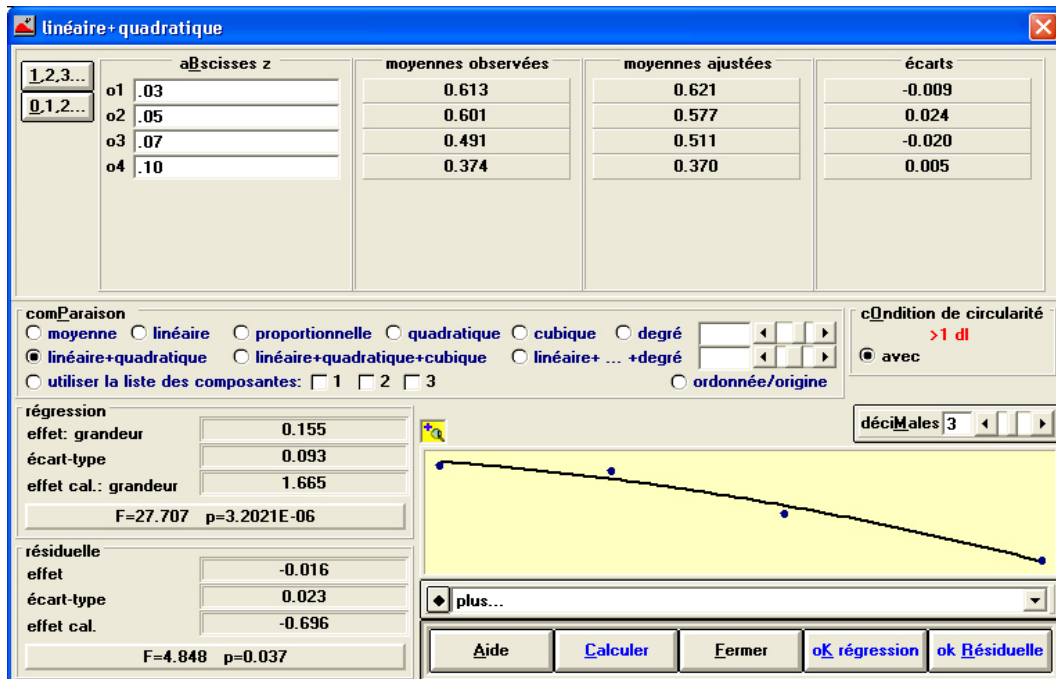 linéaire+quadratique
1,2,3...
0,1,2...
aBscisses z moyennes observées moyennes ajustées écarts
o1 .03 0.613 0.621 -0.009
o2 .05 0.601 0.577 0.024
o3 .07 0.491 0.511 -0.020
o4 .10 0.374 0.370 0.005
comParaison
moyenne linéaire proportionnelle quadratique cubique degré
linéaire+quadratique linéaire+quadratique+cubique linéaire+ ... +degré
utiliser la liste des composantes: 1 2 3 ordonnée/origine
cOndition de circularité
>1 dl
avec
régression
effet: grandeur 0.155
écart-type 0.093
effet cal.: grandeur 1.665
F=27.707 p=3.2021E-06
résiduelle
effet -0.016
écart-type 0.023
effet cal. -0.696
F=4.848 p=0.037
déciMales 3
plus...
Aide Calculer Fermer oK régression ok Résiduelle